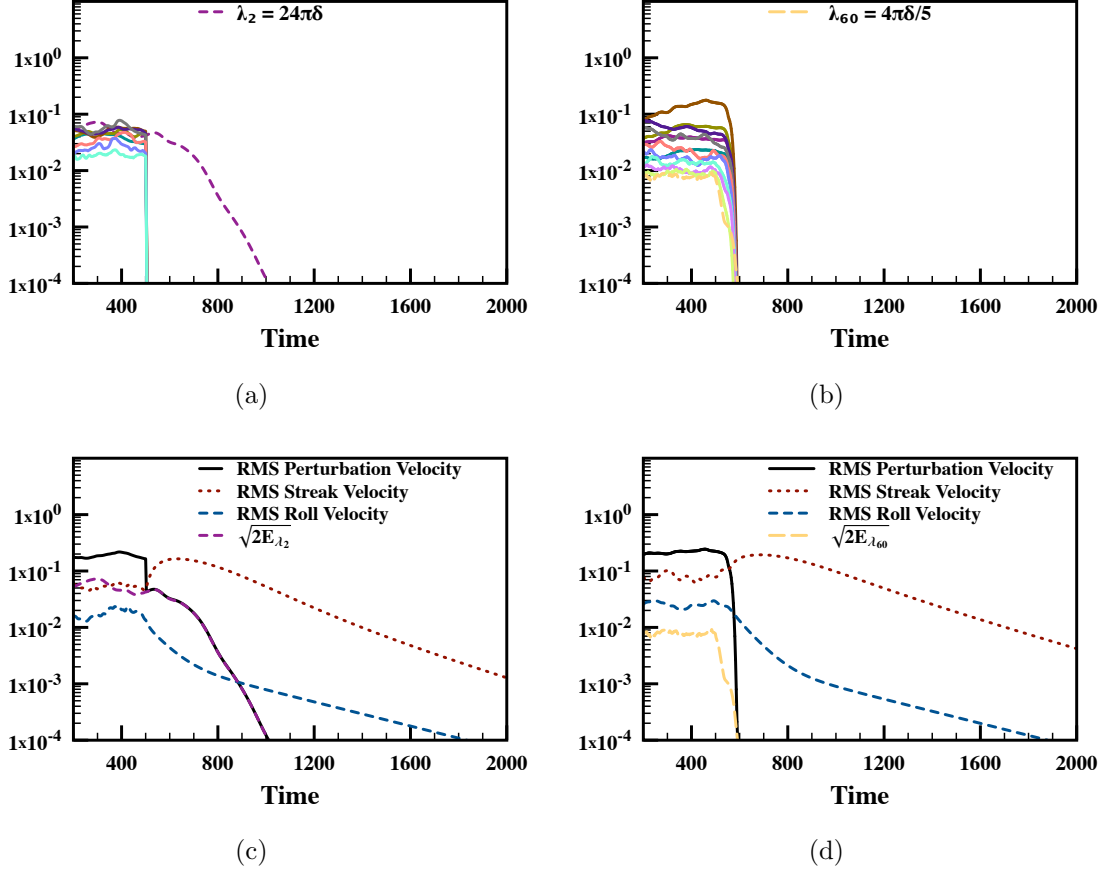 λ₂ = 24πδ
1x10⁰
1x10⁻¹
1x10⁻²
1x10⁻³
1x10⁻⁴
400 800 1200 1600 2000
Time
(a)
λ₆₀ = 4πδ/5
1x10⁰
1x10⁻¹
1x10⁻²
1x10⁻³
1x10⁻⁴
400 800 1200 1600 2000
Time
(b)
RMS Perturbation Velocity
RMS Streak Velocity
RMS Roll Velocity
√2E_λ₂
1x10⁰
1x10⁻¹
1x10⁻²
1x10⁻³
1x10⁻⁴
400 800 1200 1600 2000
Time
(c)
RMS Perturbation Velocity
RMS Streak Velocity
RMS Roll Velocity
√2E_λ₆₀
1x10⁰
1x10⁻¹
1x10⁻²
1x10⁻³
1x10⁻⁴
400 800 1200 1600 2000
Time
(d)